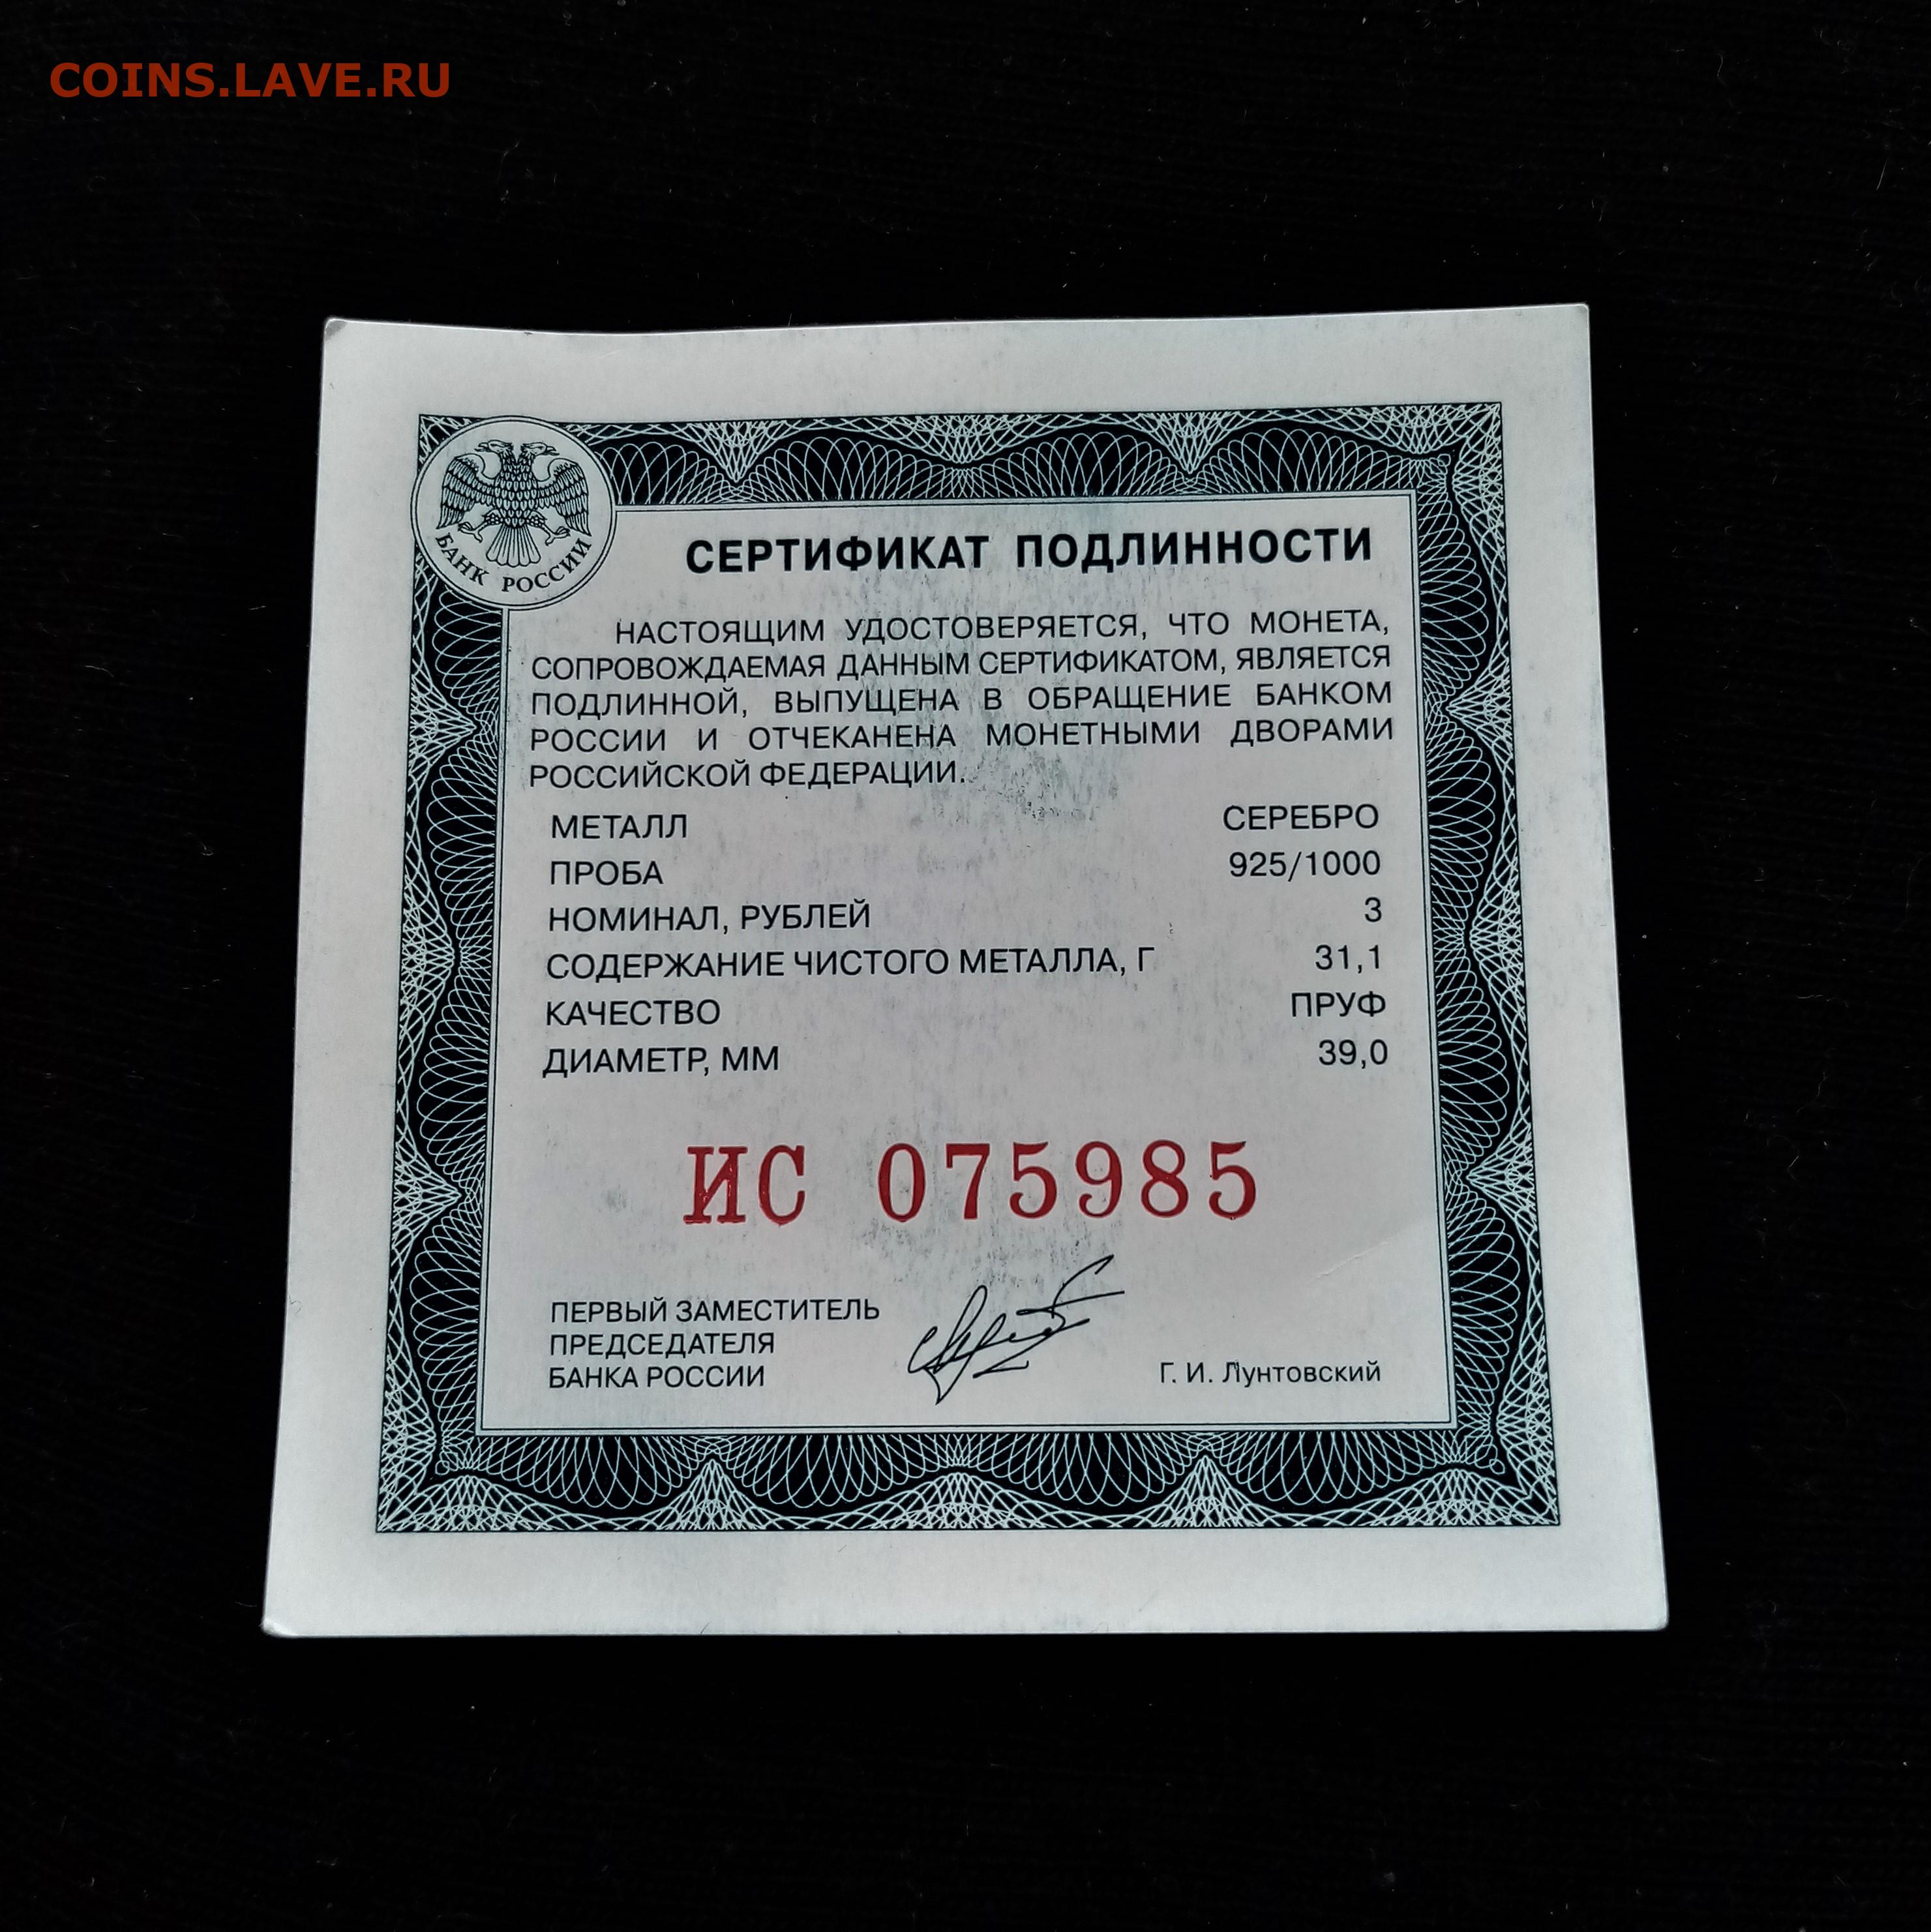 COINS.LAVE.RU
БАНК РОССИИ
СЕРТИФИКАТ ПОДЛИННОСТИ
НАСТОЯЩИМ УДОСТОВЕРЯЕТСЯ, ЧТО МОНЕТА,
СОПРОВОЖДАЕМАЯ ДАННЫМ СЕРТИФИКАТОМ, ЯВЛЯЕТСЯ
ПОДЛИННОЙ, ВЫПУЩЕНА В ОБРАЩЕНИЕ БАНКОМ
РОССИИ И ОТЧЕКАНЕНА МОНЕТНЫМИ ДВОРАМИ
РОССИЙСКОЙ ФЕДЕРАЦИИ.
МЕТАЛЛ СЕРЕБРО
ПРОБА 925/1000
НОМИНАЛ, РУБЛЕЙ 3
СОДЕРЖАНИЕ ЧИСТОГО МЕТАЛЛА, Г 31,1
КАЧЕСТВО ПРУФ
ДИАМЕТР, ММ 39,0
ИС 075985
ПЕРВЫЙ ЗАМЕСТИТЕЛЬ
ПРЕДСЕДАТЕЛЯ
БАНКА РОССИИ Г. И. Лунтовский